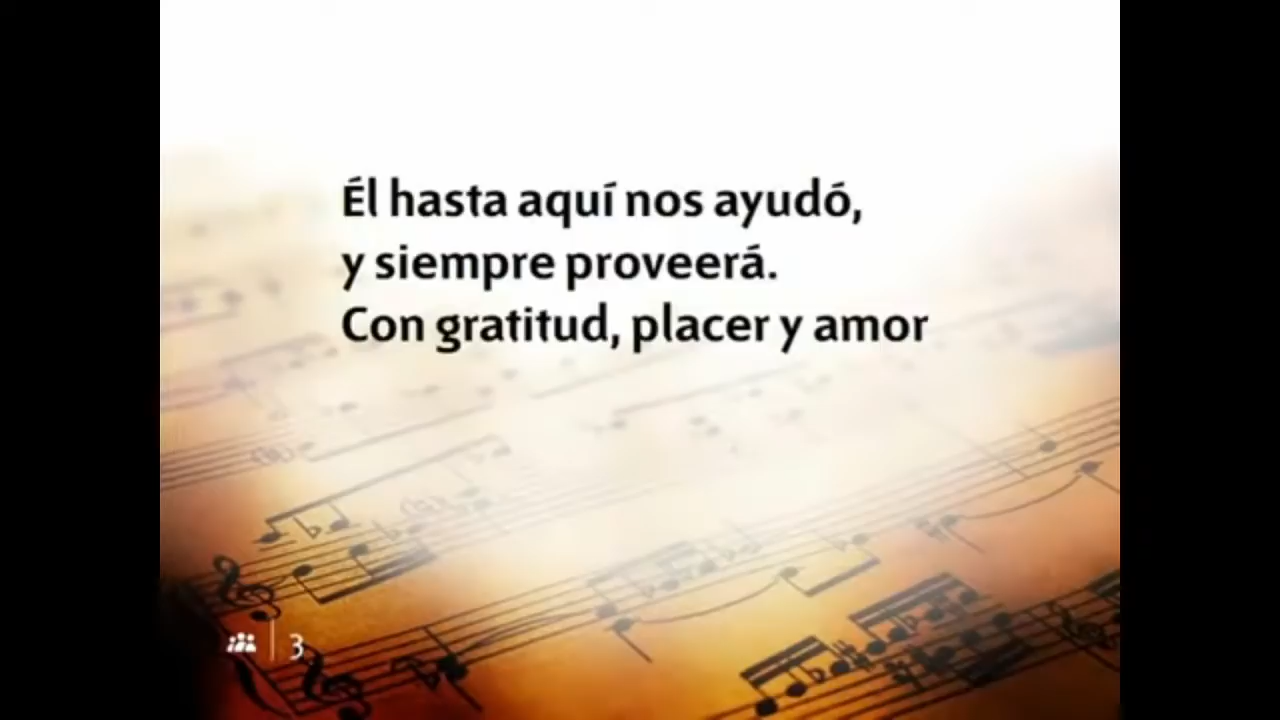 Él hasta aquí nos ayudó,
y siempre proveerá.
Con gratitud, placer y amor
3